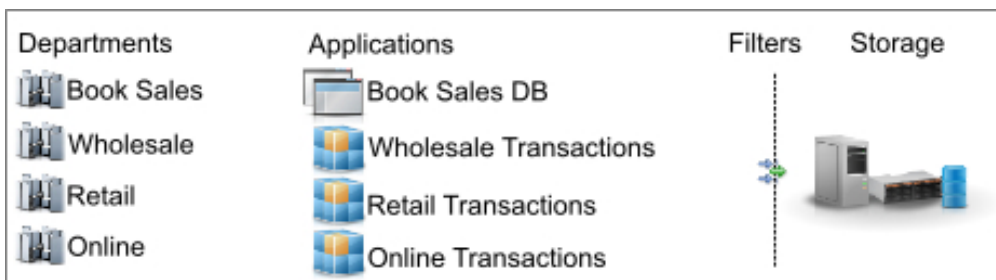 Departments
Applications
Filters
Storage
Book Sales
Book Sales DB
Wholesale
Wholesale Transactions
Retail
Retail Transactions
Online
Online Transactions